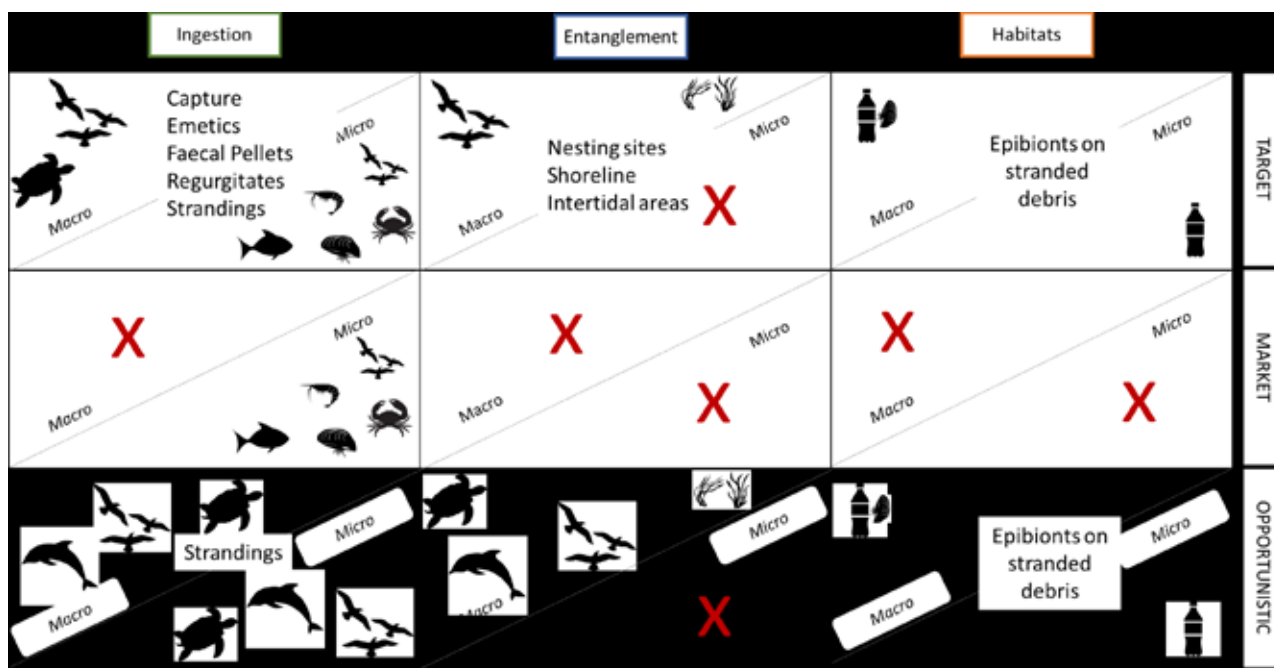 Ingestion
Entanglement
Habitats
Capture
Emetics
Faecal Pellets
Regurgitates
Strandings
Micro
Macro
Nesting sites
Shoreline
Intertidal areas
Micro
Macro
X
Epibionts on
stranded
debris
Micro
Macro
TARGET
X
Micro
Macro
X
Micro
Macro
X
X
Micro
Macro
X
MARKET
Strandings
Micro
Macro
Micro
Macro
X
Epibionts on
stranded
debris
Micro
Macro
OPPORTUNISTIC